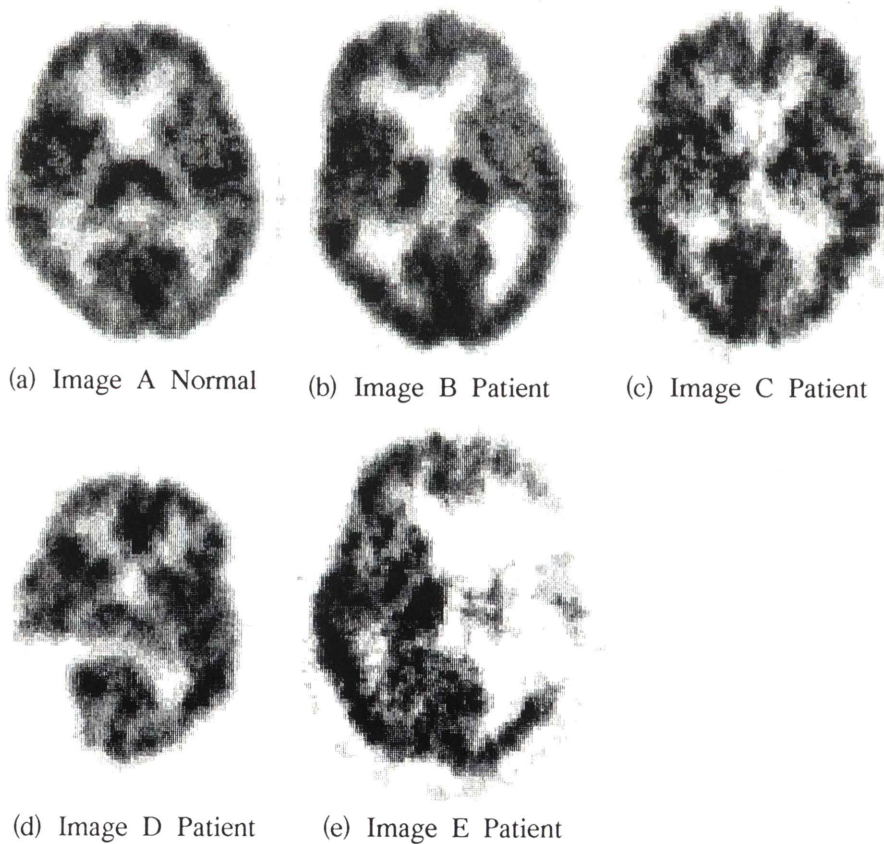 (a) Image A Normal
(b) Image B Patient
(c) Image C Patient
(d) Image D Patient
(e) Image E Patient